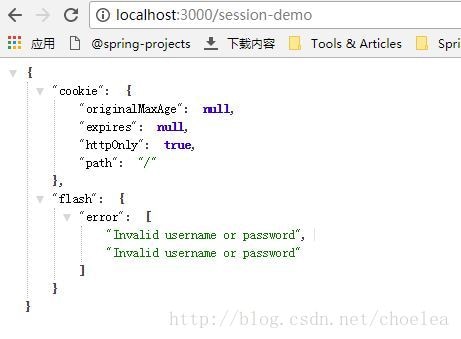 localhost:3000/session-demo
应用 @spring-projects 下载内容 Tools & Articles Sprin
{
"cookie": {
"originalMaxAge": null,
"expires": null,
"httpOnly": true,
"path": "/"
},
"flash": {
"error": [
"Invalid username or password",
"Invalid username or password"
]
}
}
http://blog.csdn.net/choelea